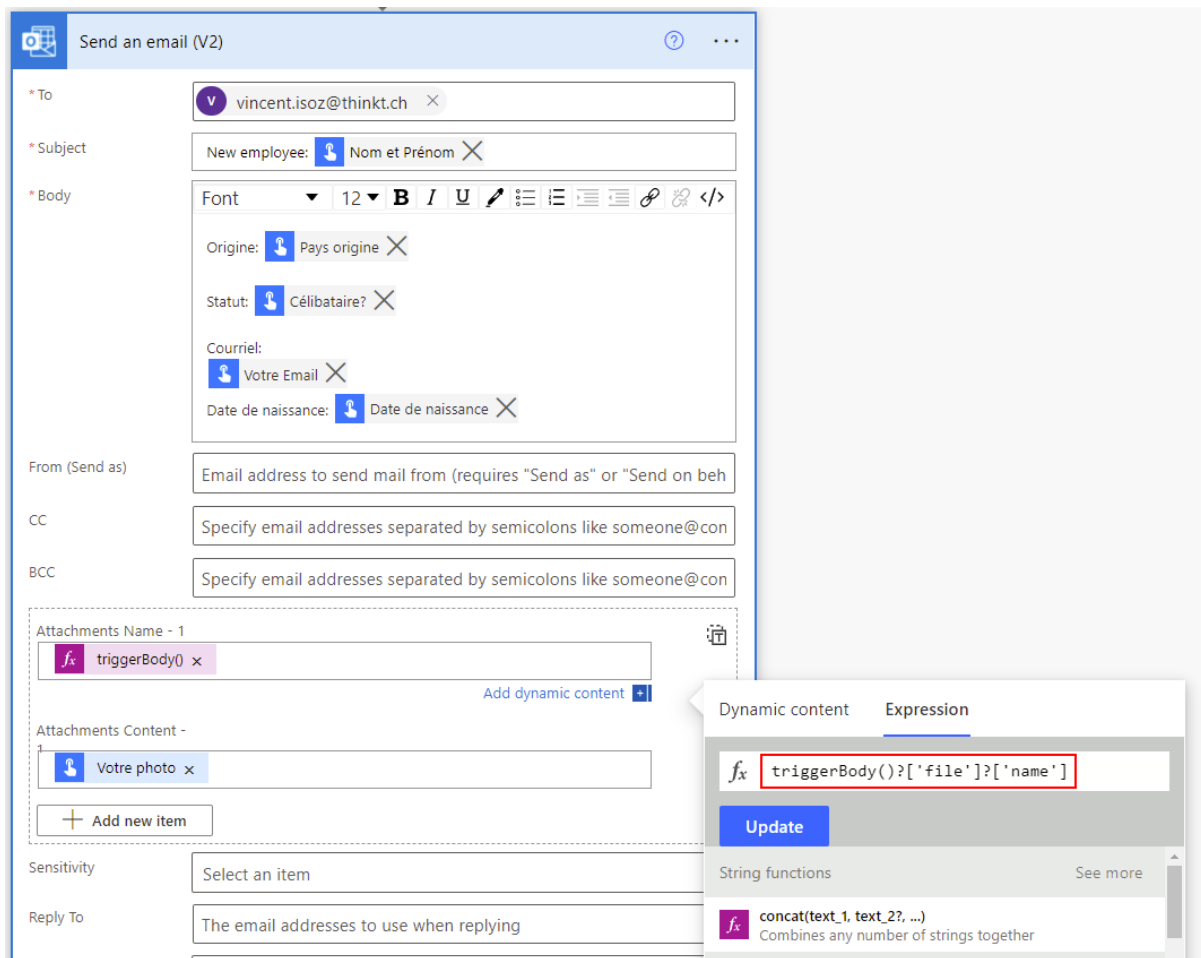 Send an email (V2)
* To
V vincent.isoz@thinkt.ch
* Subject
New employee: Nom et Prénom
* Body
Font 12 B I U </>
Origine: Pays origine
Statut: Célibataire?
Courriel:
Votre Email
Date de naissance: Date de naissance
From (Send as)
Email address to send mail from (requires "Send as" or "Send on beh
CC
Specify email addresses separated by semicolons like someone@con
BCC
Specify email addresses separated by semicolons like someone@con
Attachments Name - 1
fx triggerBody()
Add dynamic content
Attachments Content -
1
Votre photo
Add new item
Sensitivity
Select an item
Reply To
The email addresses to use when replying
Dynamic content Expression
fx triggerBody()?['file']?['name']
Update
String functions See more
fx concat(text_1, text_2?, ...)
Combines any number of strings together